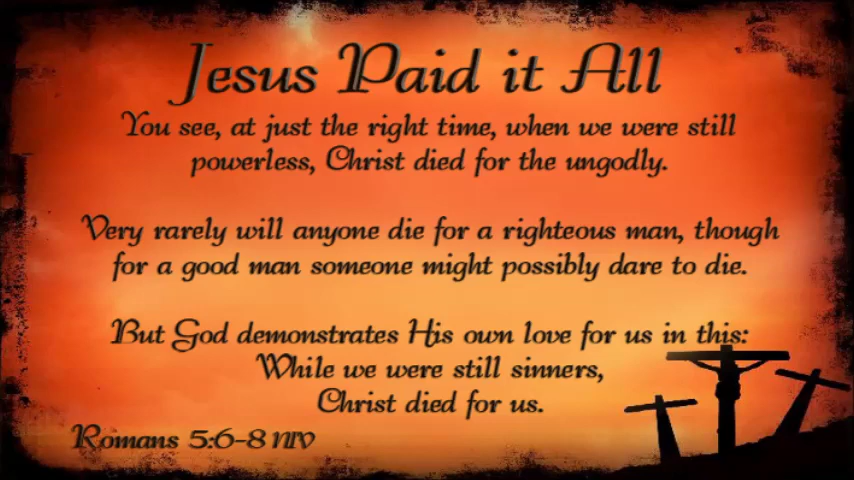 Jesus Paid it All
You see, at just the right time, when we were still
powerless, Christ died for the ungodly.
Very rarely will anyone die for a righteous man, though
for a good man someone might possibly dare to die.
But God demonstrates His own love for us in this:
While we were still sinners,
Christ died for us.
Romans 5:6-8 NIV